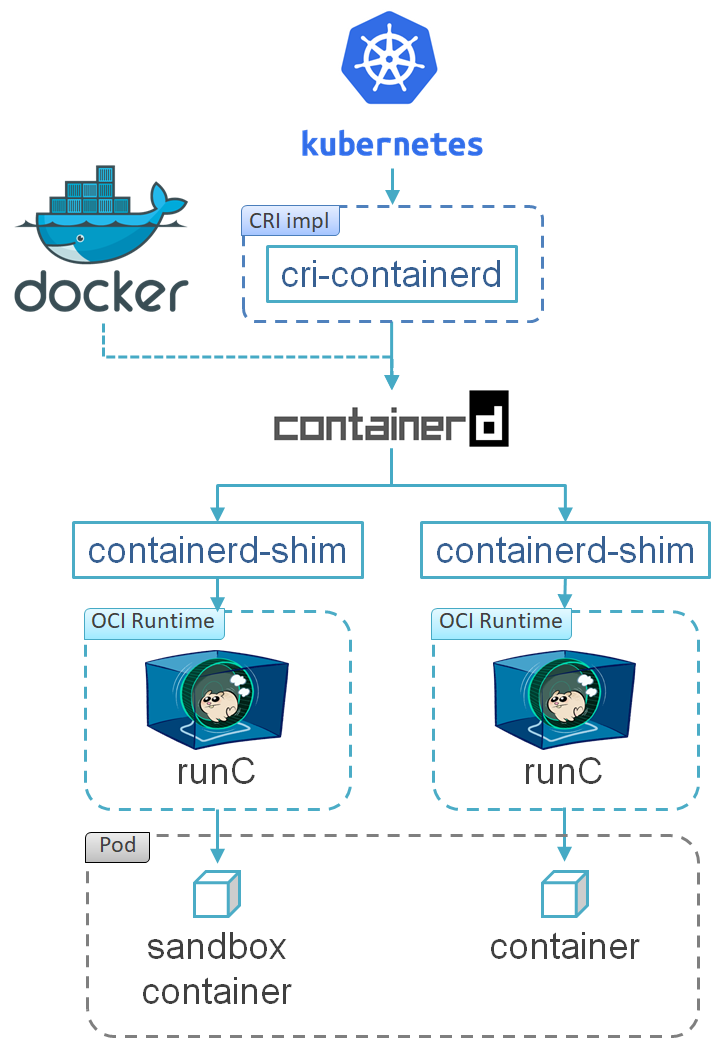 kubernetes
docker
CRI impl
cri-containerd
containerd
containerd-shim
containerd-shim
OCI Runtime
OCI Runtime
runC
runC
Pod
sandbox
container
container